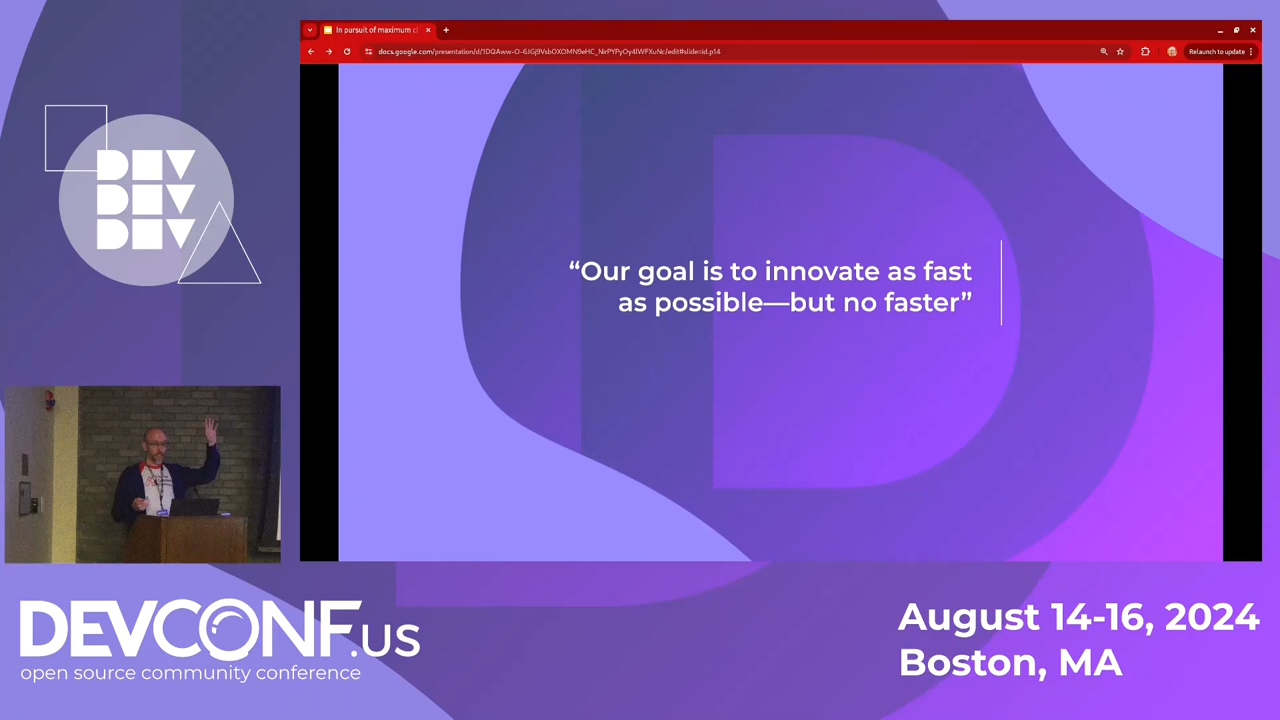 In pursuit of maximum c
docs.google.com/presentation/d/1DQAww-O-6JGj9VsbOXOMN9eHC_NirPYPyOy4lWFXuNc/edit#slide=id.p14
Relaunch to update
DEV
DEV
DEV
“Our goal is to innovate as fast
as possible—but no faster”
DEVCONF.us
open source community conference
August 14-16, 2024
Boston, MA